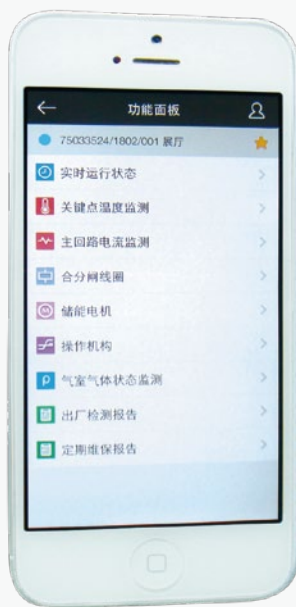 功能面板
75033524/1802/001 展厅
实时运行状态
关键点温度监测
主回路电流监测
合分闸线圈
储能电机
操作机构
气室气体状态监测
出厂检测报告
定期维保报告